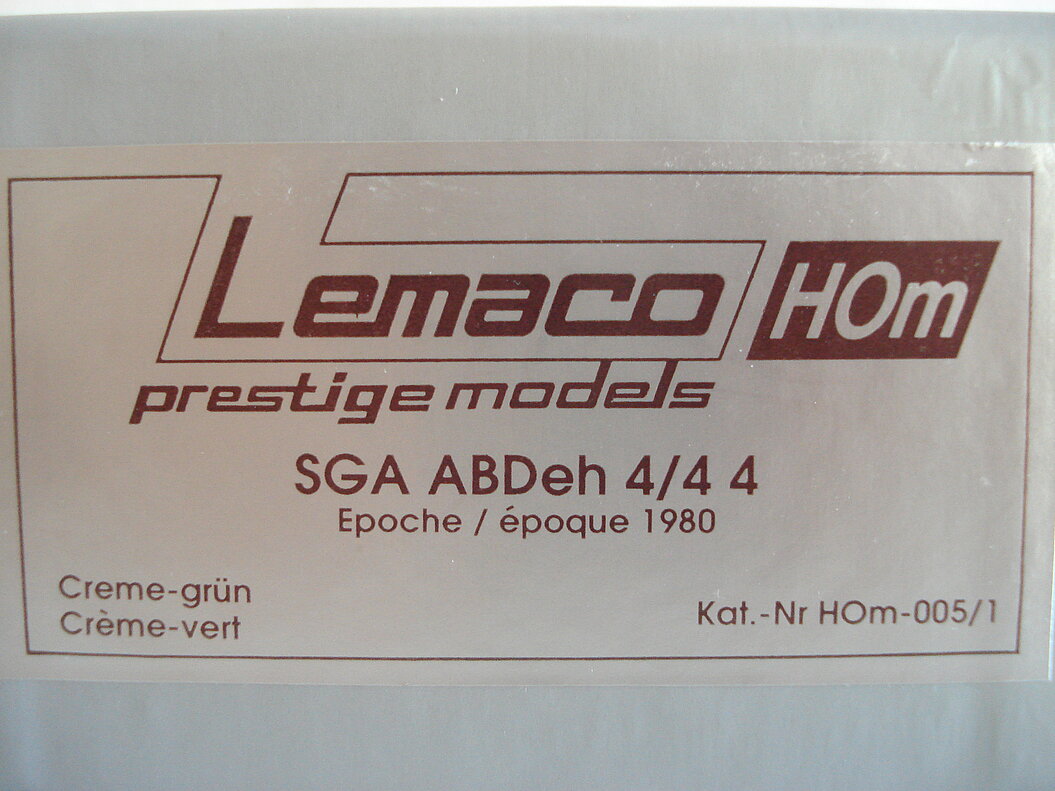 Lemaco HOm
prestige models
SGA ABDeh 4/4 4
Epoche / époque 1980
Creme-grün
Crème-vert
Kat.-Nr HOm-005/1